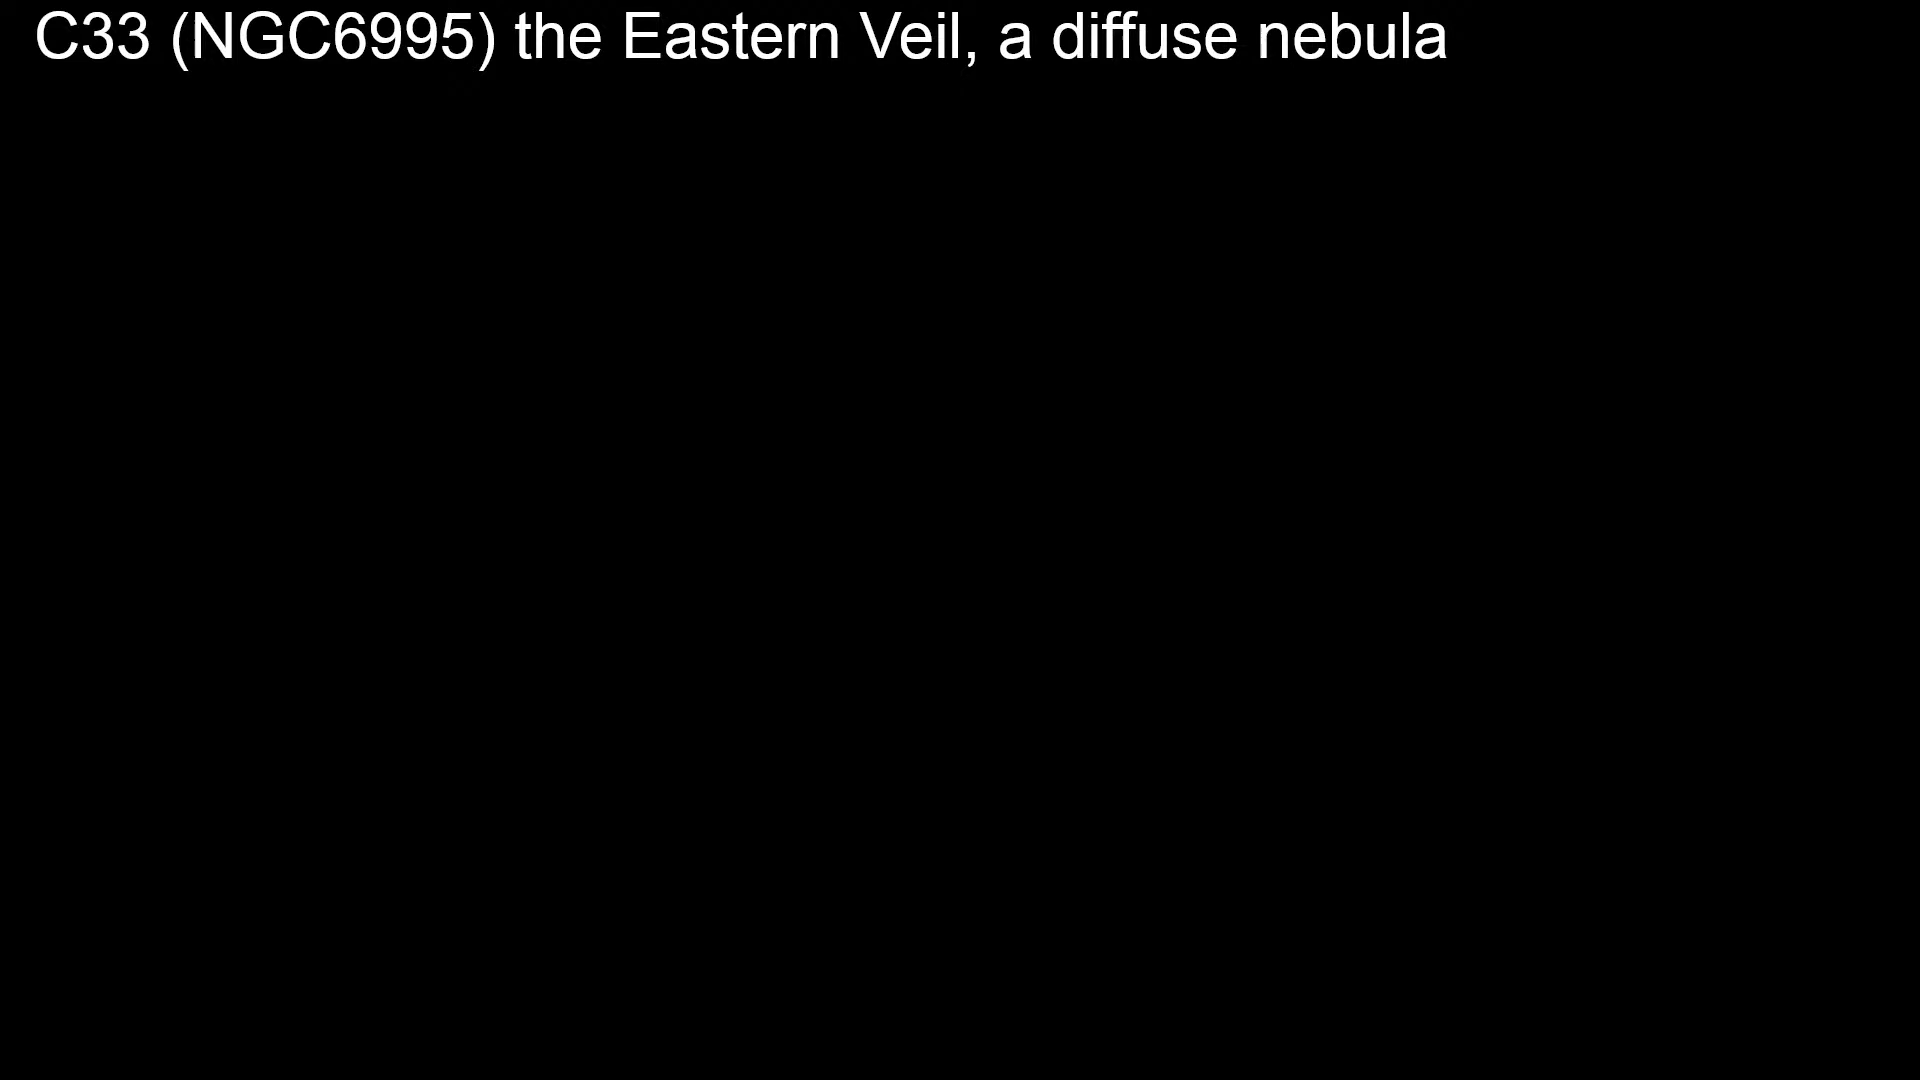 C33 (NGC6995) the Eastern Veil, a diffuse nebula